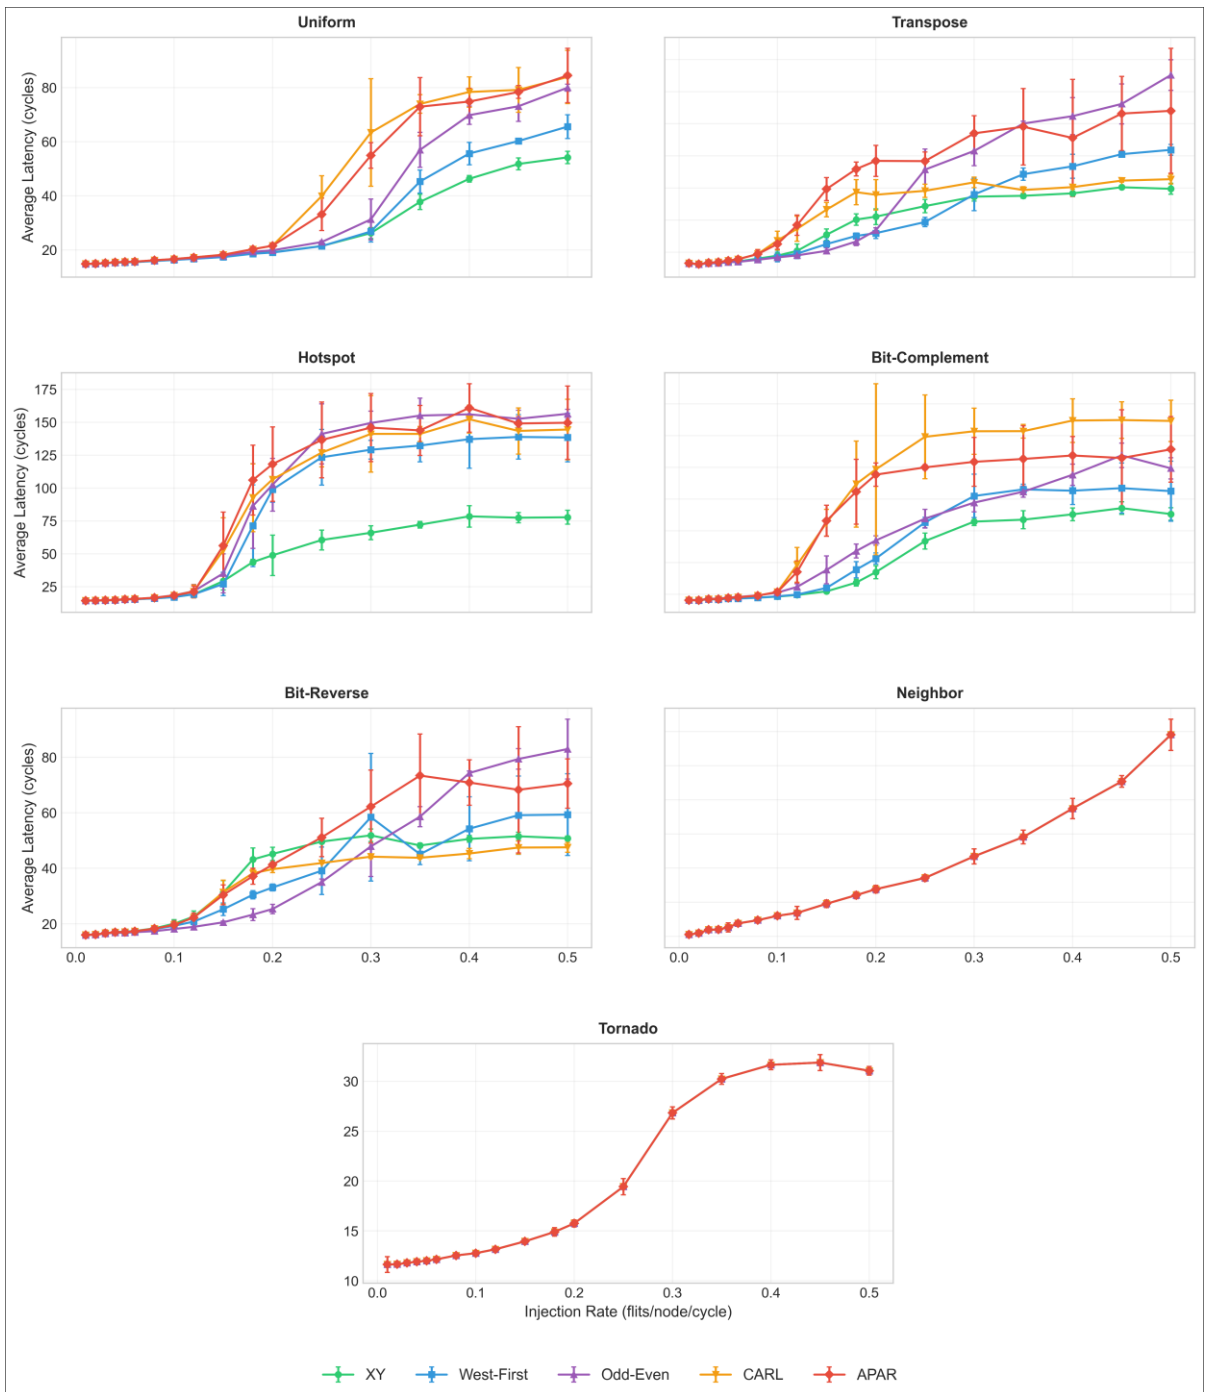 Uniform
Transpose
Average Latency (cycles)
80
60
40
20
Hotspot
Bit-Complement
Average Latency (cycles)
175
150
125
100
75
50
25
Bit-Reverse
Neighbor
Average Latency (cycles)
80
60
40
20
0.0 0.1 0.2 0.3 0.4 0.5
0.0 0.1 0.2 0.3 0.4 0.5
Tornado
30
25
20
15
10
0.0 0.1 0.2 0.3 0.4 0.5
Injection Rate (flits/node/cycle)
XY West-First Odd-Even CARL APAR